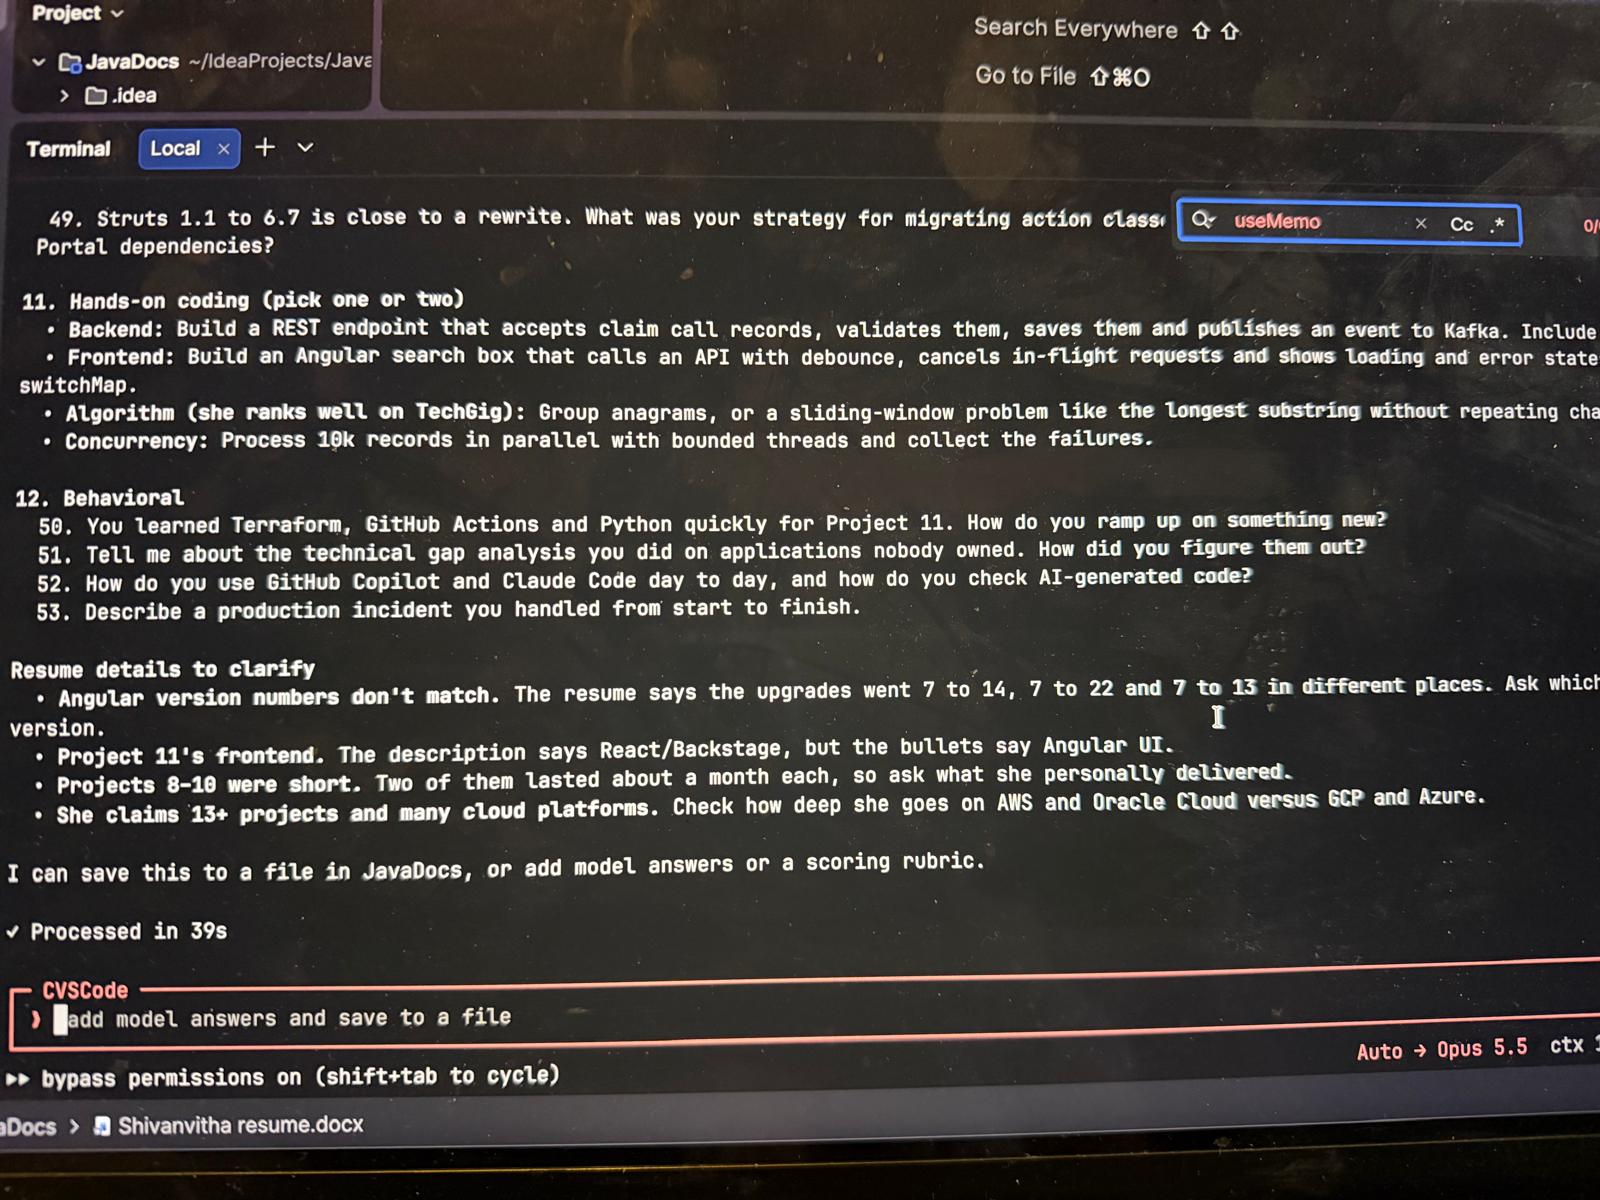 Project
Search Everywhere ⇧ ⇧
JavaDocs ~/IdeaProjects/Java
Go to File ⇧⌘O
.idea
Terminal Local × +
49. Struts 1.1 to 6.7 is close to a rewrite. What was your strategy for migrating action classe
useMemo × Cc .* 0/
Portal dependencies?
11. Hands-on coding (pick one or two)
• Backend: Build a REST endpoint that accepts claim call records, validates them, saves them and publishes an event to Kafka. Include
• Frontend: Build an Angular search box that calls an API with debounce, cancels in-flight requests and shows loading and error state
switchMap.
• Algorithm (she ranks well on TechGig): Group anagrams, or a sliding-window problem like the longest substring without repeating cha
• Concurrency: Process 10k records in parallel with bounded threads and collect the failures.
12. Behavioral
50. You learned Terraform, GitHub Actions and Python quickly for Project 11. How do you ramp up on something new?
51. Tell me about the technical gap analysis you did on applications nobody owned. How did you figure them out?
52. How do you use GitHub Copilot and Claude Code day to day, and how do you check AI-generated code?
53. Describe a production incident you handled from start to finish.
Resume details to clarify
• Angular version numbers don't match. The resume says the upgrades went 7 to 14, 7 to 22 and 7 to 13 in different places. Ask which
version.
• Project 11's frontend. The description says React/Backstage, but the bullets say Angular UI.
• Projects 8–10 were short. Two of them lasted about a month each, so ask what she personally delivered.
• She claims 13+ projects and many cloud platforms. Check how deep she goes on AWS and Oracle Cloud versus GCP and Azure.
I can save this to a file in JavaDocs, or add model answers or a scoring rubric.
✓ Processed in 39s
CVSCode
❯ add model answers and save to a file
Auto → Opus 5.5 ctx 1
▸▸ bypass permissions on (shift+tab to cycle)
aDocs > Shivanvitha resume.docx